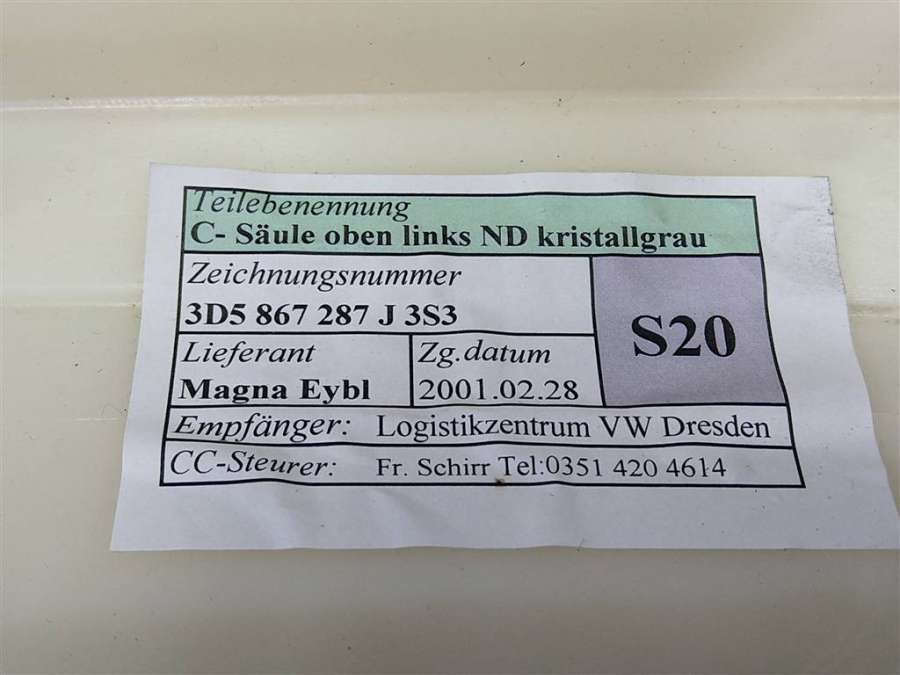 Teilebenennung
C- Säule oben links ND kristallgrau
Zeichnungsnummer
3D5 867 287 J 3S3
S20
Lieferant
Magna Eybl
Zg.datum
2001.02.28
Empfänger: Logistikzentrum VW Dresden
CC-Steurer: Fr. Schirr Tel:0351 420 4614